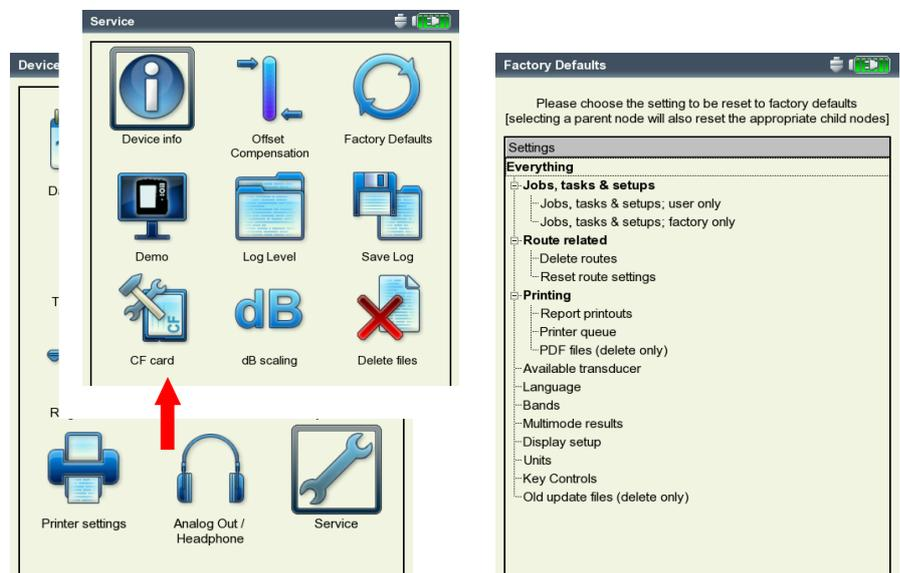 Service
Device info
Offset
Compensation
Factory Defaults
Demo
Log Level
Save Log
CF
dB
CF card
dB scaling
Delete files
Device
Printer settings
Analog Out /
Headphone
Service
Factory Defaults
Please choose the setting to be reset to factory defaults
[selecting a parent node will also reset the appropriate child nodes]
Settings
Everything
Jobs, tasks & setups
Jobs, tasks & setups; user only
Jobs, tasks & setups; factory only
Route related
Delete routes
Reset route settings
Printing
Report printouts
Printer queue
PDF files (delete only)
Available transducer
Language
Bands
Multimode results
Display setup
Units
Key Controls
Old update files (delete only)